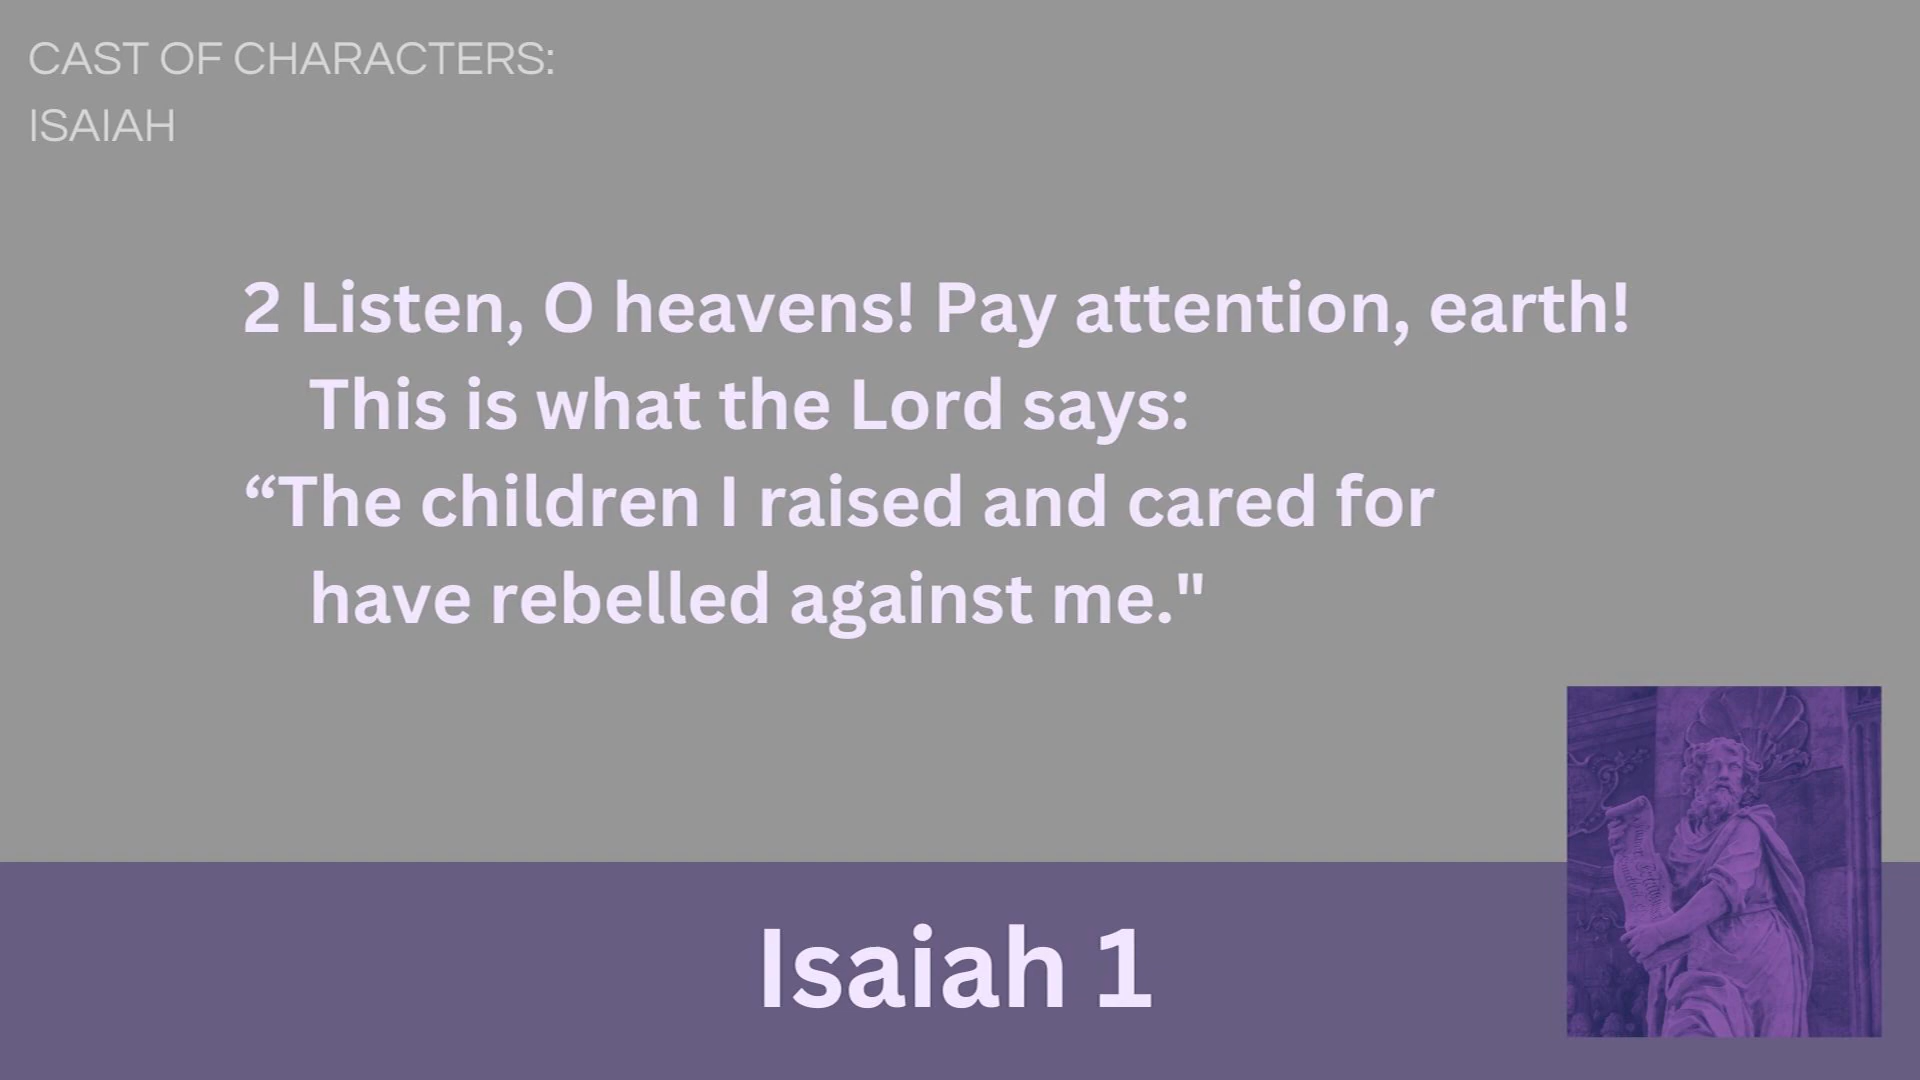 CAST OF CHARACTERS:
ISAIAH
2 Listen, O heavens! Pay attention, earth!
This is what the Lord says:
“The children I raised and cared for
have rebelled against me."
Isaiah 1